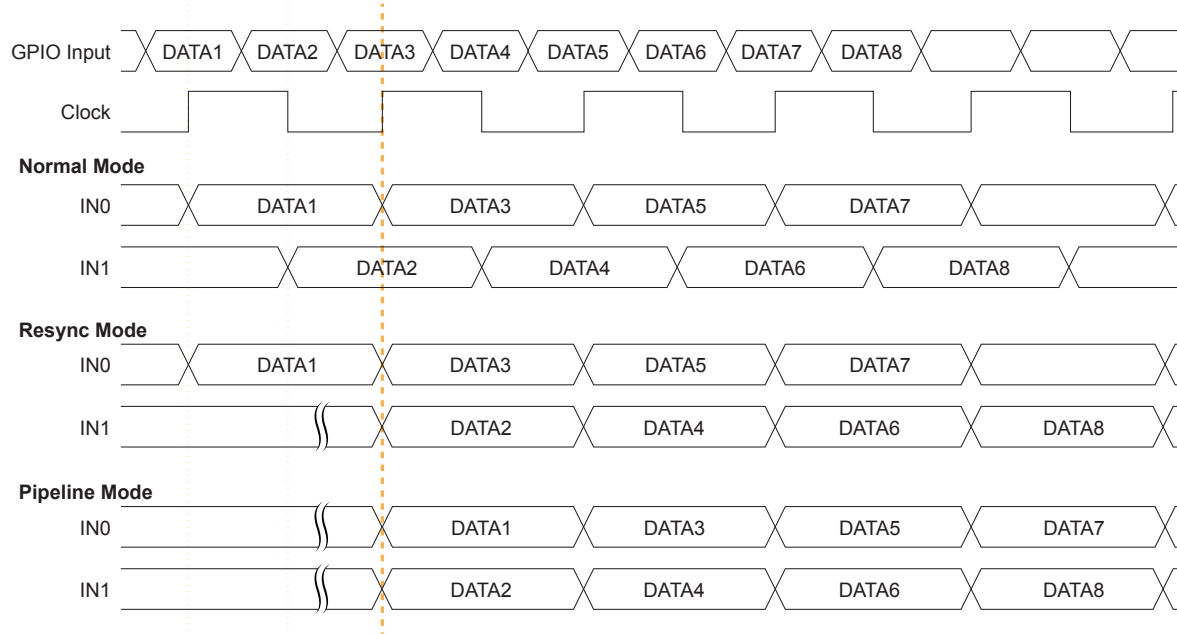 GPIO Input DATA1 DATA2 DATA3 DATA4 DATA5 DATA6 DATA7 DATA8
Clock
Normal Mode
IN0 DATA1 DATA3 DATA5 DATA7
IN1 DATA2 DATA4 DATA6 DATA8
Resync Mode
IN0 DATA1 DATA3 DATA5 DATA7
IN1 DATA2 DATA4 DATA6 DATA8
Pipeline Mode
IN0 DATA1 DATA3 DATA5 DATA7
IN1 DATA2 DATA4 DATA6 DATA8